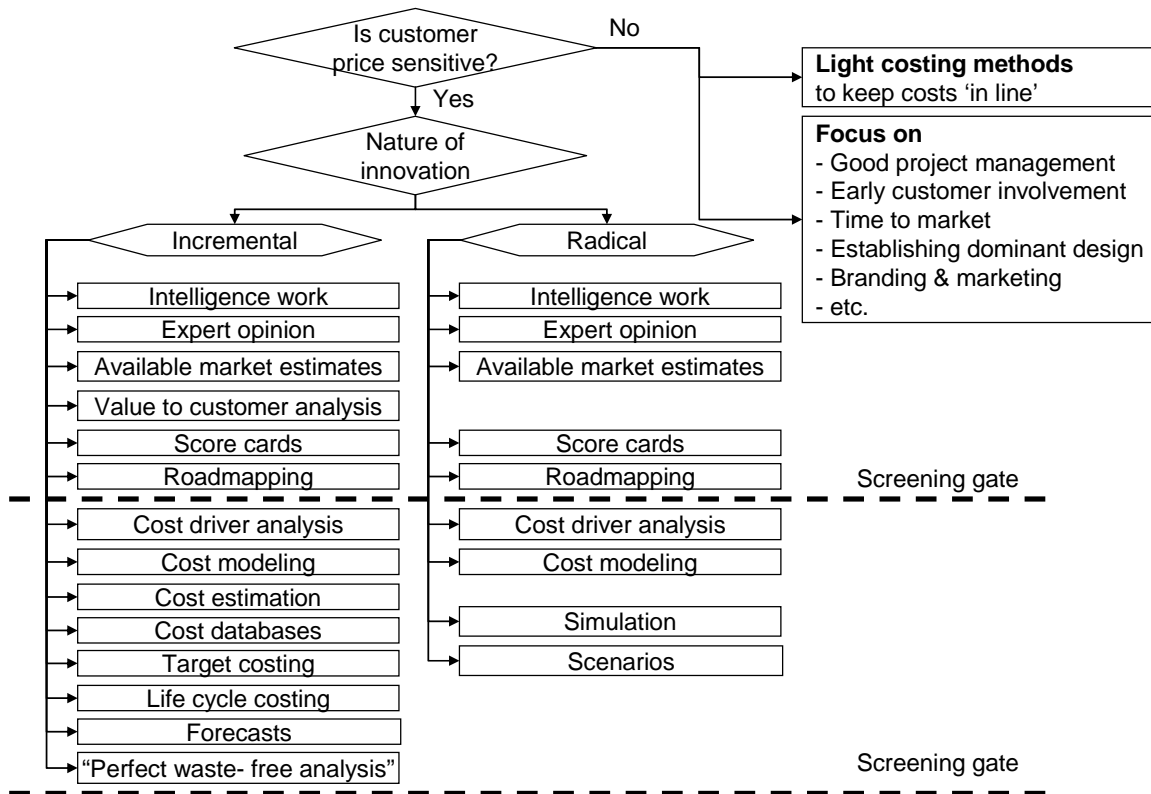 Is customer
price sensitive?
No
Yes
Light costing methods
to keep costs ‘in line’
Focus on
- Good project management
- Early customer involvement
- Time to market
- Establishing dominant design
- Branding & marketing
- etc.
Nature of
innovation
Incremental
Intelligence work
Expert opinion
Available market estimates
Value to customer analysis
Score cards
Roadmapping
Cost driver analysis
Cost modeling
Cost estimation
Cost databases
Target costing
Life cycle costing
Forecasts
“Perfect waste- free analysis”
Radical
Intelligence work
Expert opinion
Available market estimates
Score cards
Roadmapping
Cost driver analysis
Cost modeling
Simulation
Scenarios
Screening gate
Screening gate